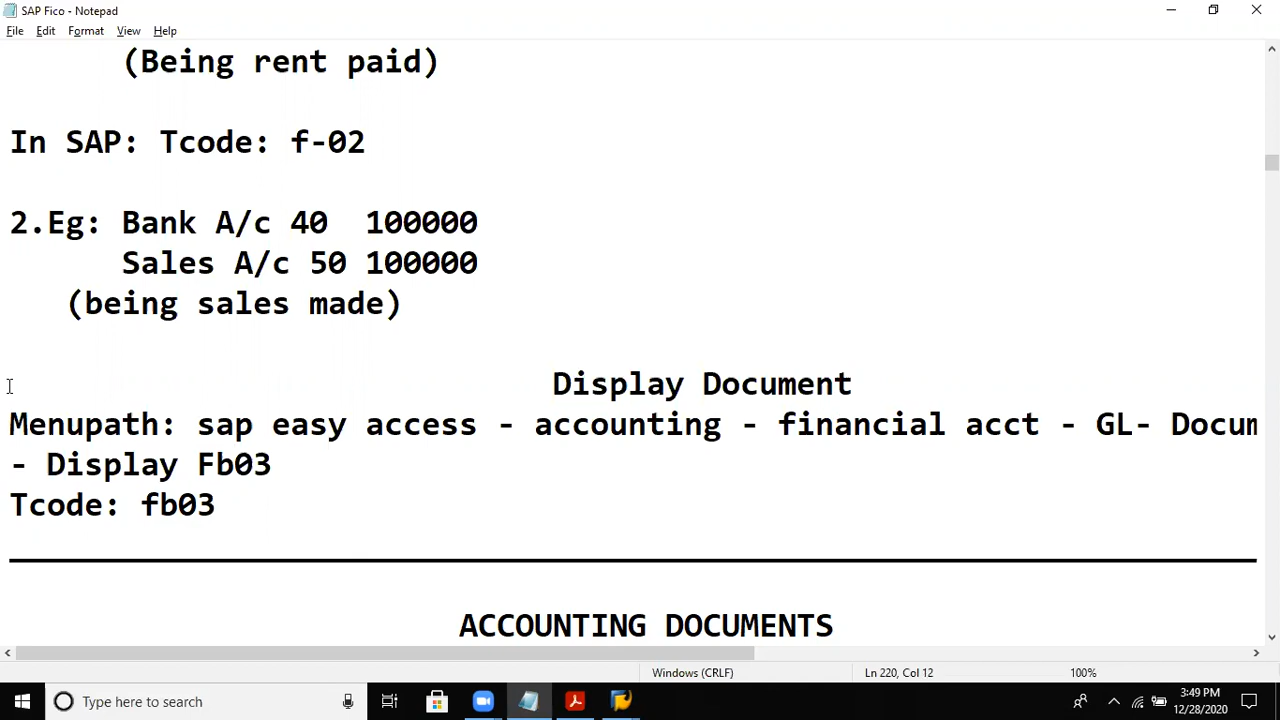 SAP Fico - Notepad
File Edit Format View Help
(Being rent paid)
In SAP: Tcode: f-02
2.Eg: Bank A/c 40 100000
Sales A/c 50 100000
(being sales made)
Display Document
Menupath: sap easy access - accounting - financial acct - GL- Docum
- Display Fb03
Tcode: fb03
ACCOUNTING DOCUMENTS
Windows (CRLF) Ln 220, Col 12 100%
Type here to search
3:49 PM
12/28/2020